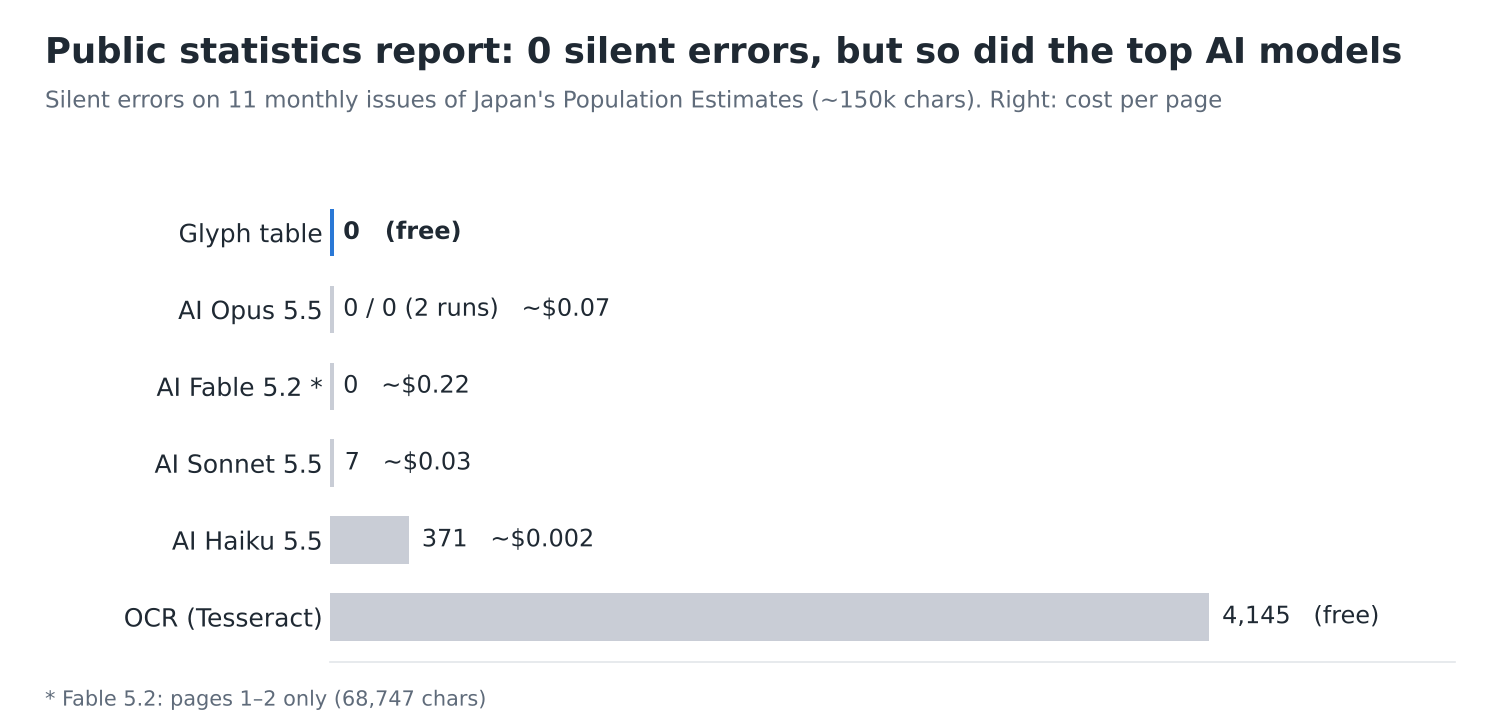 Public statistics report: 0 silent errors, but so did the top AI models
Silent errors on 11 monthly issues of Japan's Population Estimates (~150k chars). Right: cost per page
Glyph table 0 (free)
AI Opus 5.5 0 / 0 (2 runs) ~$0.07
AI Fable 5.2 * 0 ~$0.22
AI Sonnet 5.5 7 ~$0.03
AI Haiku 5.5 371 ~$0.002
OCR (Tesseract) 4,145 (free)
* Fable 5.2: pages 1–2 only (68,747 chars)